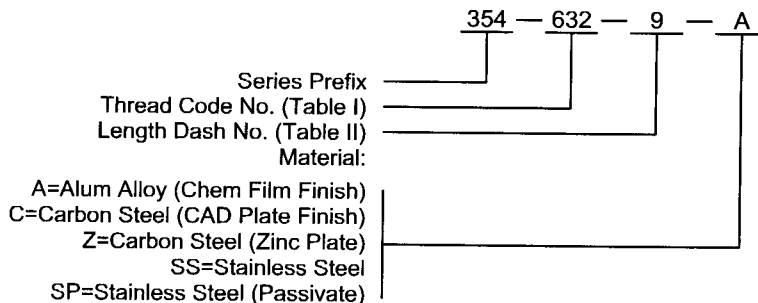 354 — 632 — 9 — A
Series Prefix
Thread Code No. (Table I)
Length Dash No. (Table II)
Material:
A=Alum Alloy (Chem Film Finish)
C=Carbon Steel (CAD Plate Finish)
Z=Carbon Steel (Zinc Plate)
SS=Stainless Steel
SP=Stainless Steel (Passivate)